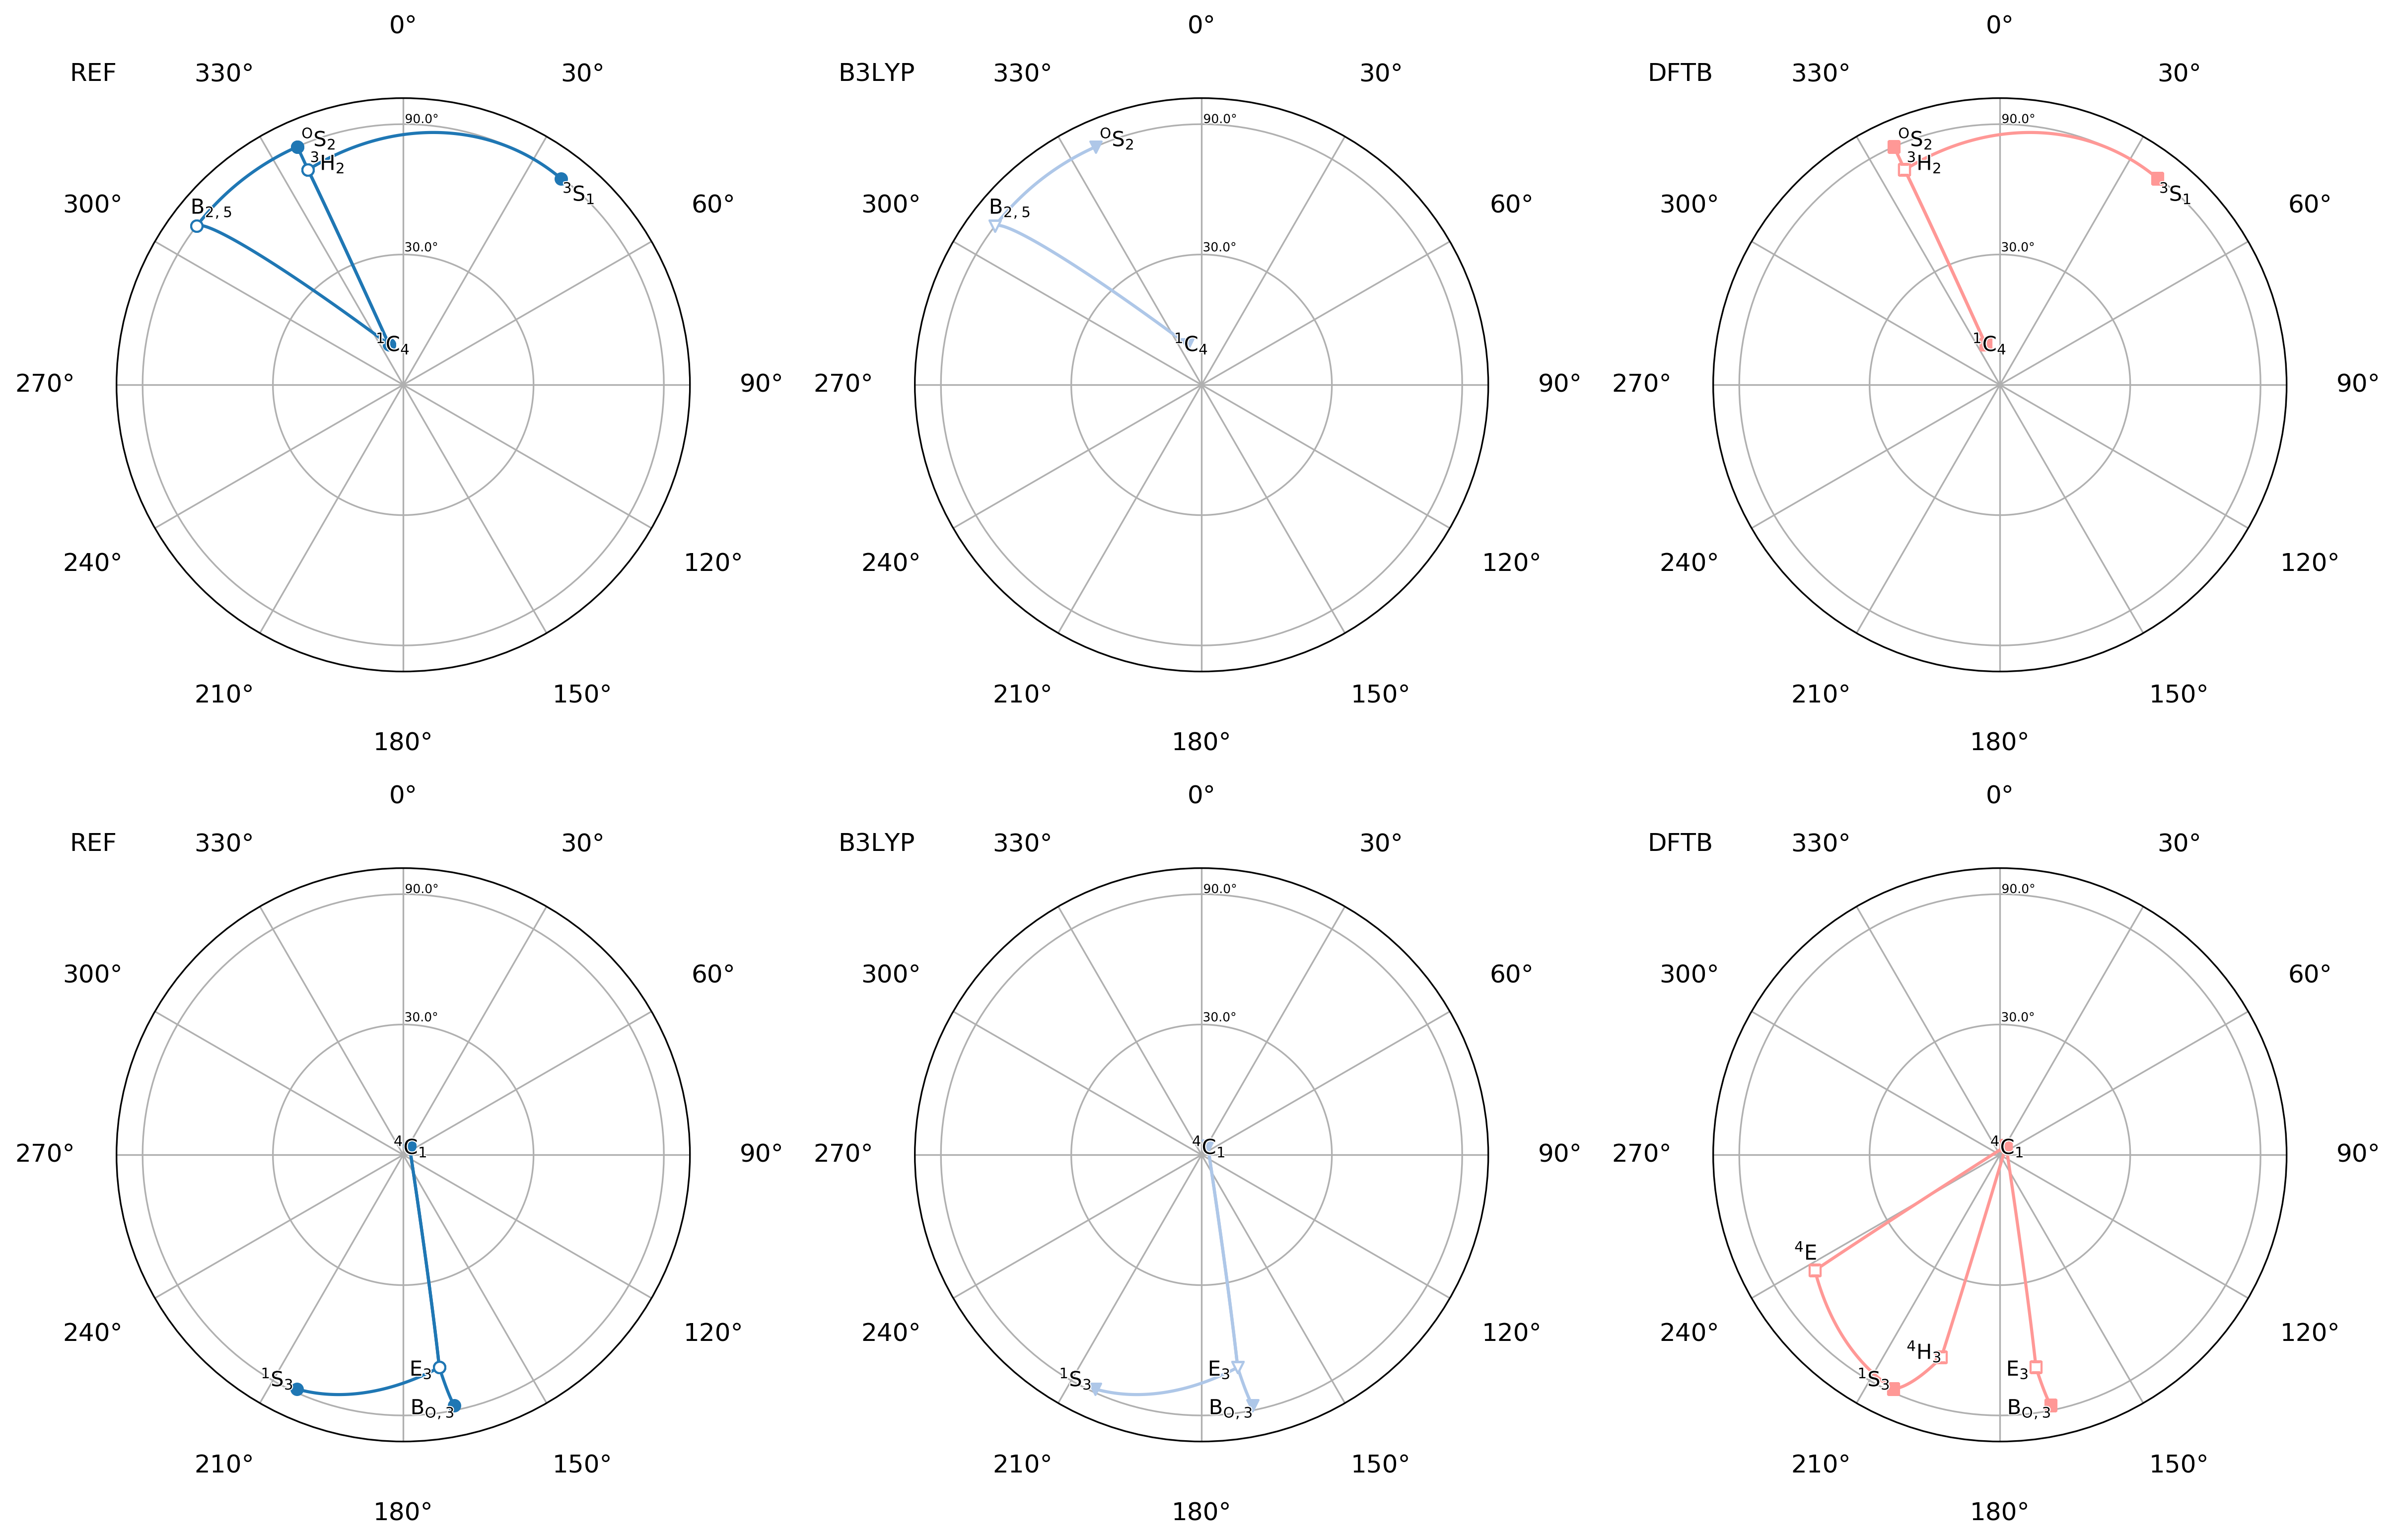 0° 0° 0°
REF 330° 30° B3LYP 330° 30° DFTB 330° 30°
90.0° 90.0° 90.0°
ᴼS₂ ᴼS₂ ᴼS₂
³H₂ ³H₂
³S₁ ³S₁
300° B₂,₅ 60° 300° B₂,₅ 60° 300° 60°
30.0° 30.0° 30.0°
¹C₄ ¹C₄ ¹C₄
270° 90° 270° 90° 270° 90°
240° 120° 240° 120° 240° 120°
210° 150° 210° 150° 210° 150°
180° 180° 180°
0° 0° 0°
REF 330° 30° B3LYP 330° 30° DFTB 330° 30°
90.0° 90.0° 90.0°
300° 60° 300° 60° 300° 60°
30.0° 30.0° 30.0°
⁴C₁ ⁴C₁ ⁴C₁
270° 90° 270° 90° 270° 90°
⁴E
240° 120° 240° 120° 240° 120°
⁴H₃
¹S₃ E₃ ¹S₃ E₃ ¹S₃ E₃
B_O,₃ B_O,₃ B_O,₃
210° 150° 210° 150° 210° 150°
180° 180° 180°